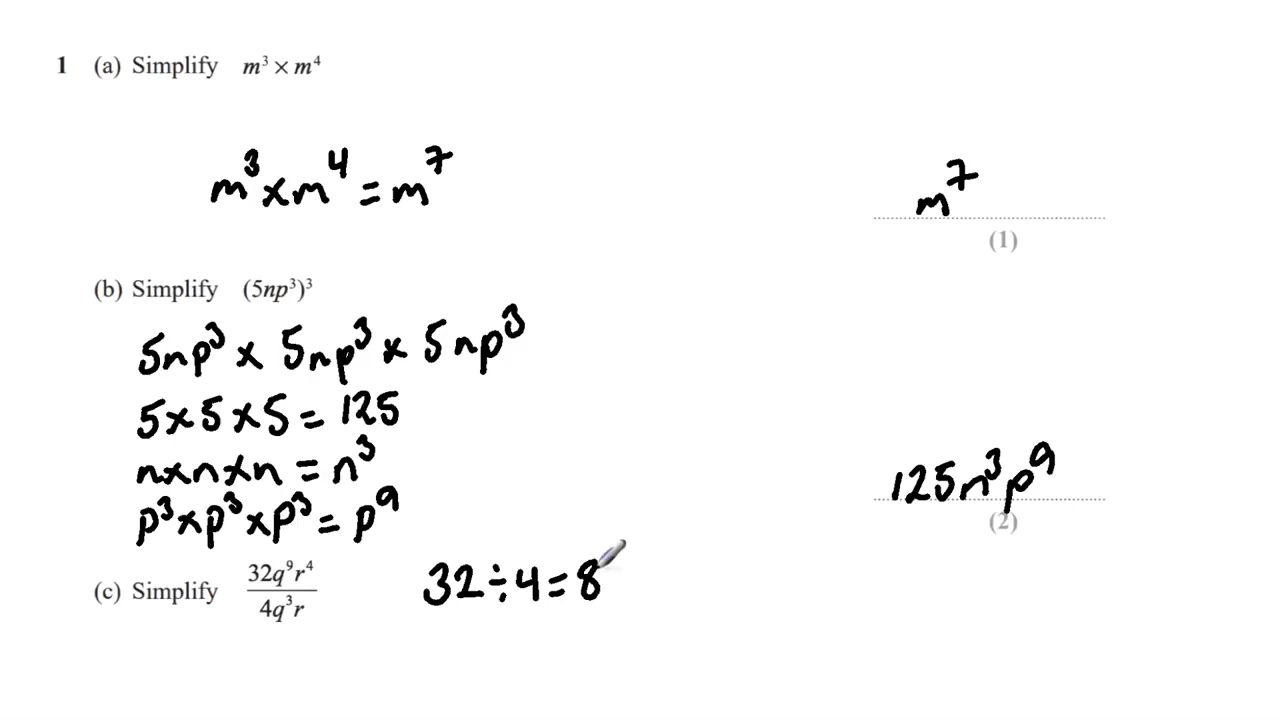 1 (a) Simplify m³ × m⁴
m³ × m⁴ = m⁷
m⁷
(1)
(b) Simplify (5np³)³
5np³ × 5np³ × 5np³
5 × 5 × 5 = 125
n × n × n = n³
p³ × p³ × p³ = p⁹
125n³p⁹
(2)
(c) Simplify 32q⁹r⁴ / 4q³r
32 ÷ 4 = 8